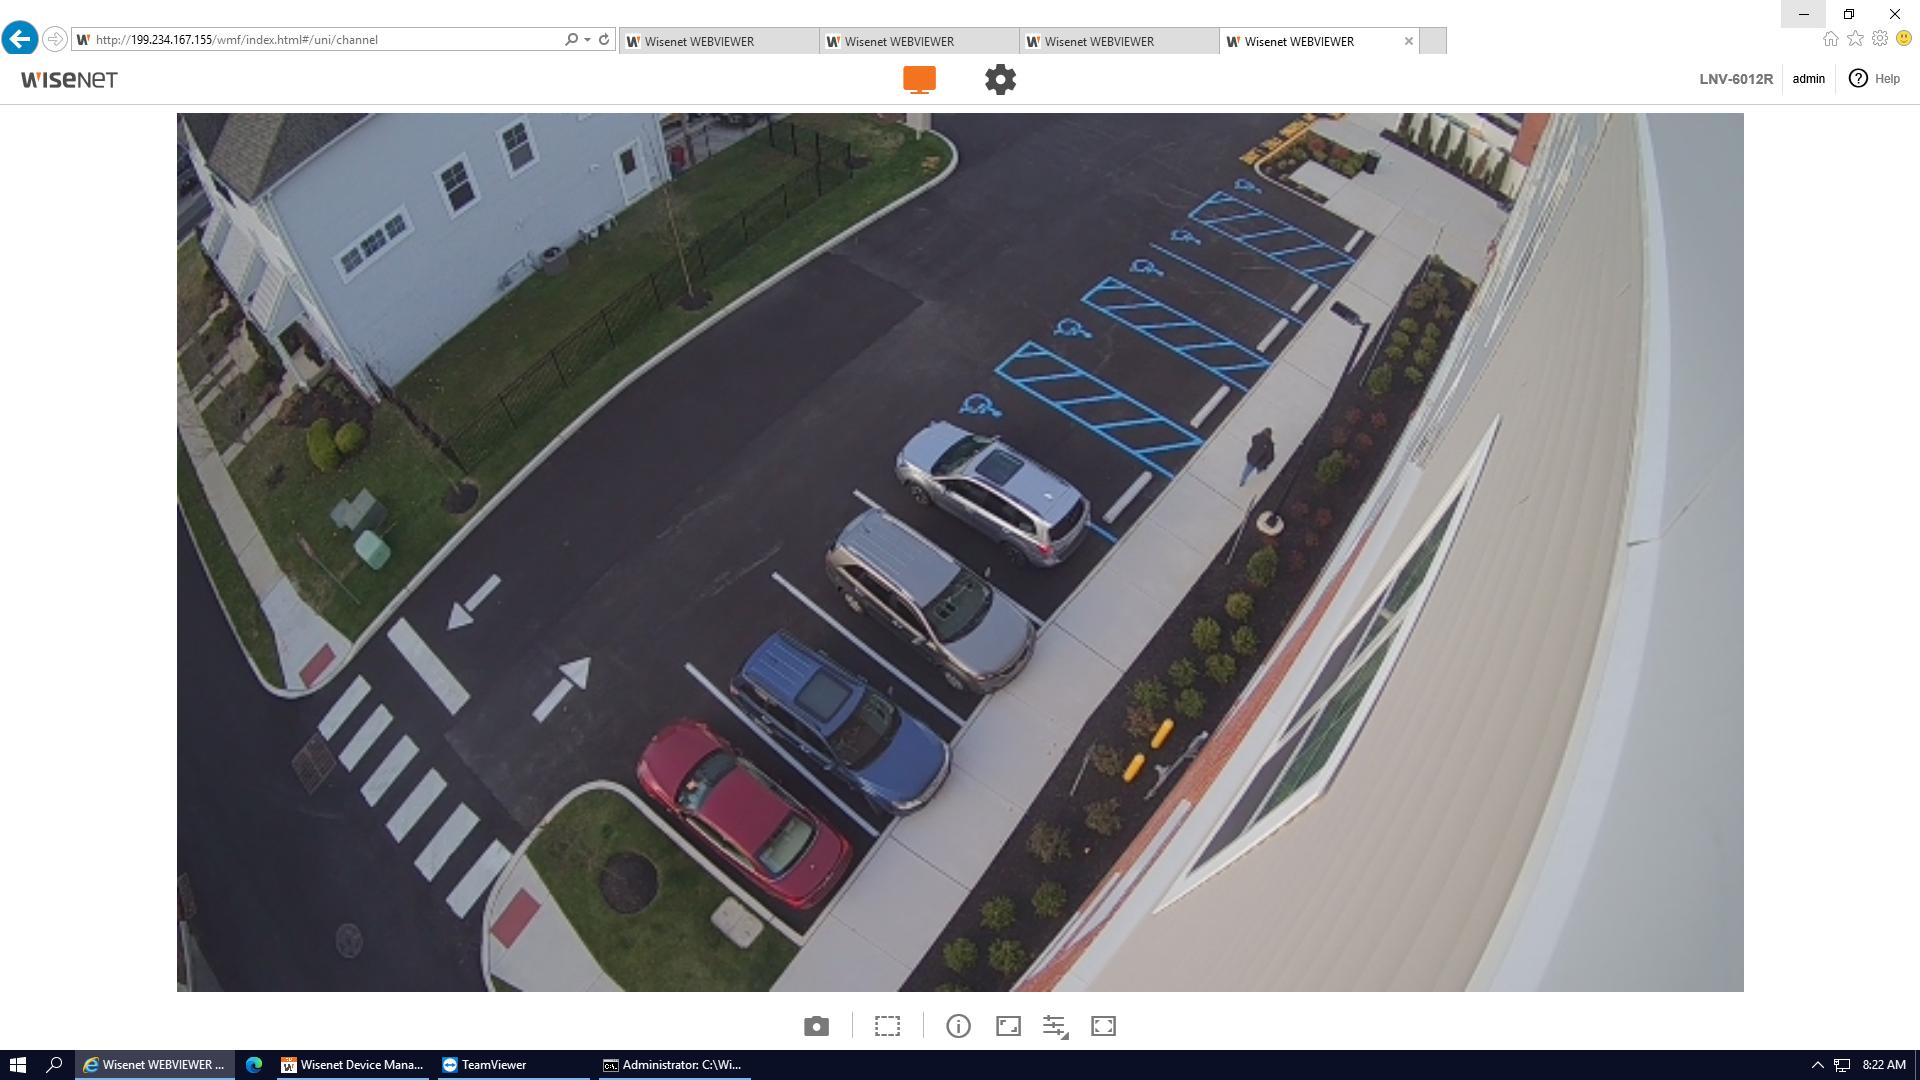 http://199.234.167.155/wmf/index.html#/uni/channel
Wisenet WEBVIEWER
Wisenet WEBVIEWER
Wisenet WEBVIEWER
Wisenet WEBVIEWER
WISENET
LNV-6012R
admin
Help
Wisenet WEBVIEWER ...
Wisenet Device Mana...
TeamViewer
Administrator: C:\Wi...
8:22 AM